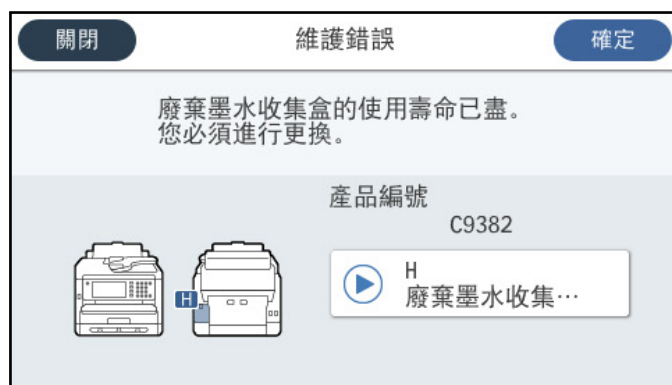 關閉
維護錯誤
確定
廢棄墨水收集盒的使用壽命已盡。
您必須進行更換。
產品編號
C9382
H
H
廢棄墨水收集…